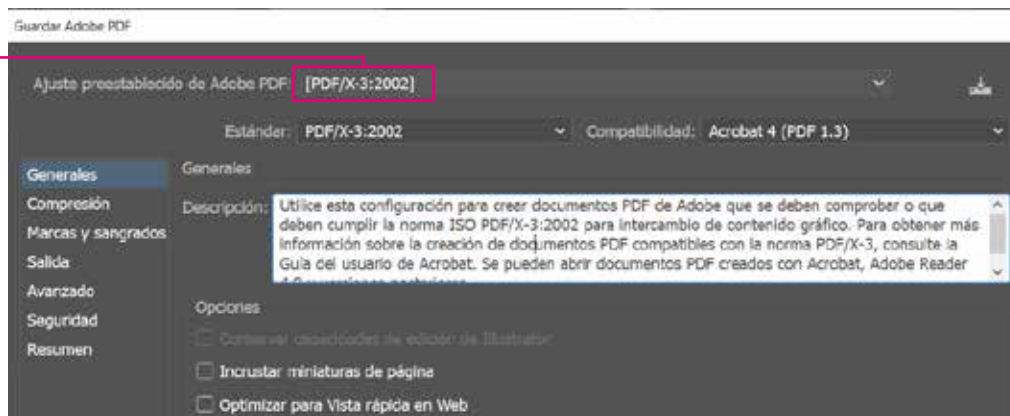 Guardar Adobe PDF
Ajuste preestablecido de Adobe PDF: [PDF/X-3:2002]
Estándar: PDF/X-3:2002 Compatibilidad: Acrobat 4 (PDF 1.3)
Generales
Compresión
Marcas y sangrados
Salida
Avanzado
Seguridad
Resumen
Generales
Descripción: Utilice esta configuración para crear documentos PDF de Adobe que se deben comprobar o que
deben cumplir la norma ISO PDF/X-3:2002 para intercambio de contenido gráfico. Para obtener más
información sobre la creación de documentos PDF compatibles con la norma PDF/X-3, consulte la
Guía del usuario de Acrobat. Se pueden abrir documentos PDF creados con Acrobat, Adobe Reader
Opciones
Conservar capacidades de edición de Illustrator
Incrustar miniaturas de página
Optimizar para Vista rápida en Web